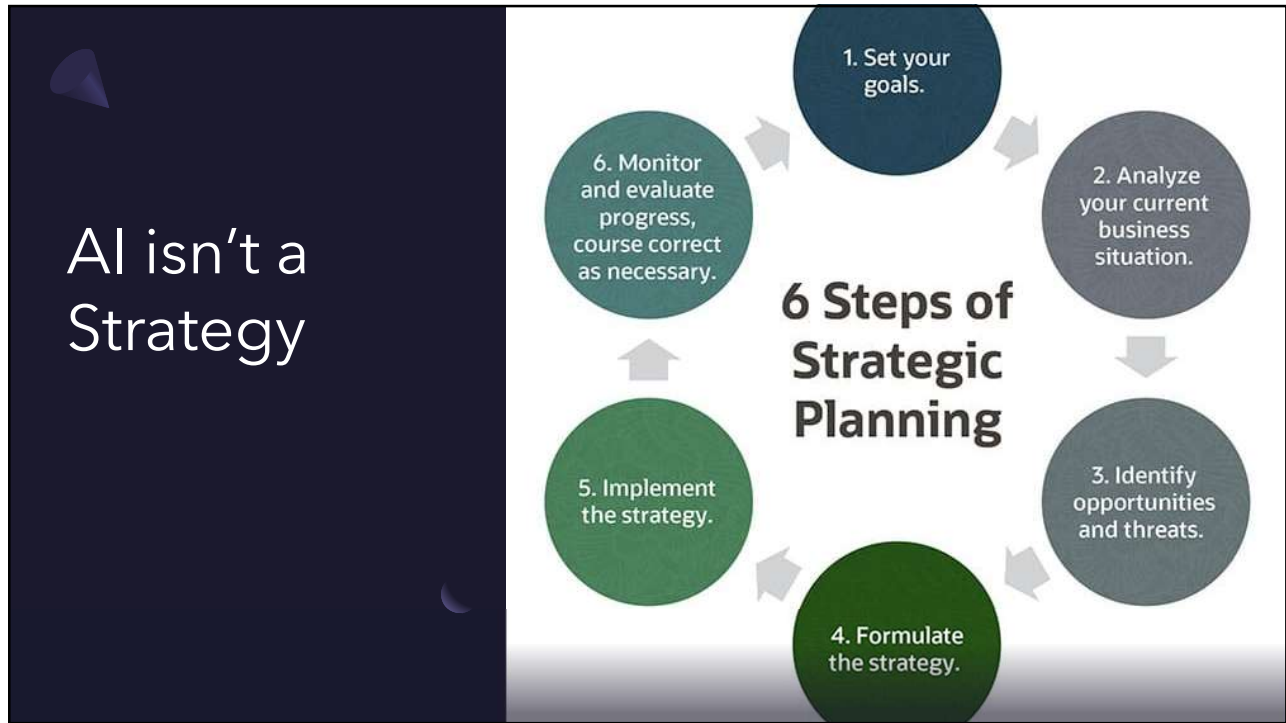 AI isn’t a
Strategy
6 Steps of
Strategic
Planning
1. Set your
goals.
2. Analyze
your current
business
situation.
3. Identify
opportunities
and threats.
4. Formulate
the strategy.
5. Implement
the strategy.
6. Monitor
and evaluate
progress,
course correct
as necessary.